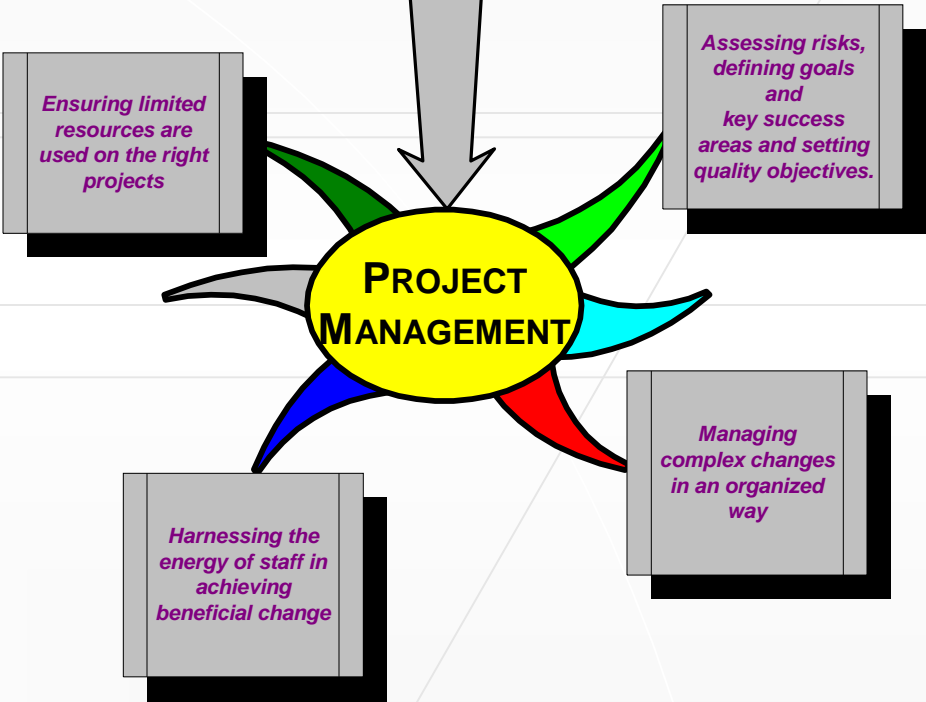 Assessing risks,
defining goals
and
key success
areas and setting
quality objectives.
Ensuring limited
resources are
used on the right
projects
PROJECT
MANAGEMENT
Managing
complex changes
in an organized
way
Harnessing the
energy of staff in
achieving
beneficial change